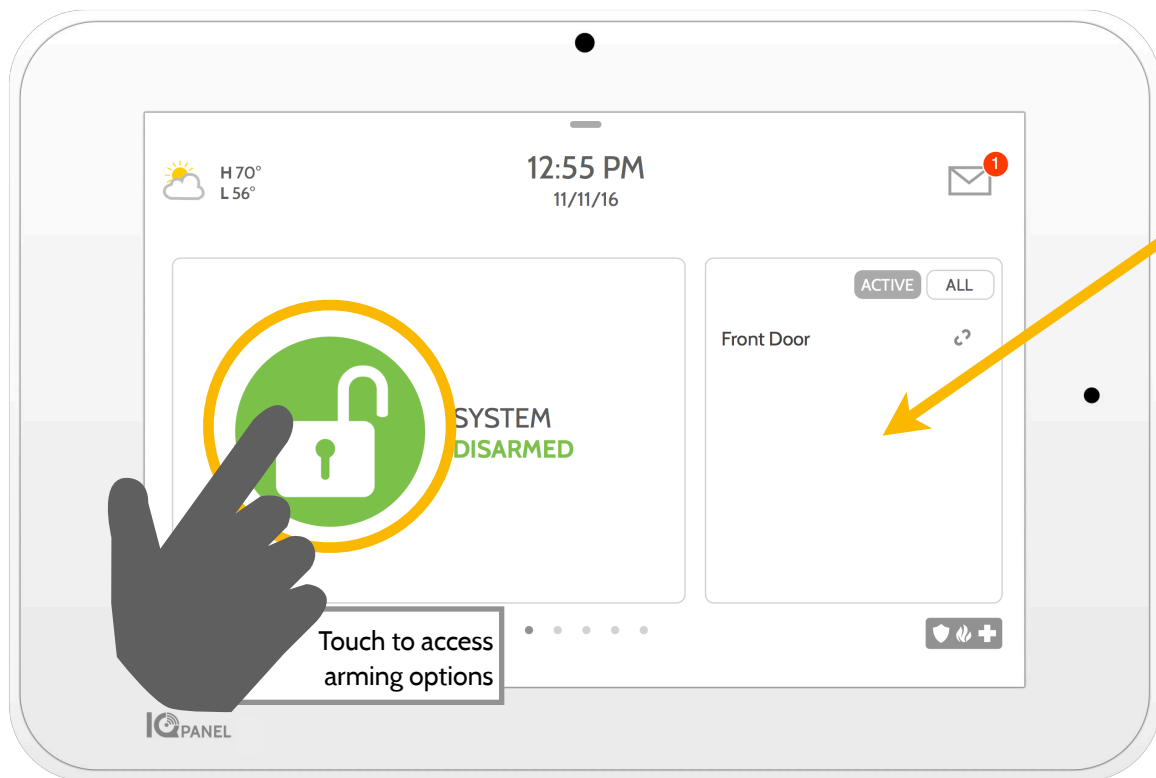 H 70°
L 56°
12:55 PM
11/11/16
1
ACTIVE ALL
Front Door
SYSTEM
DISARMED
Touch to access
arming options
IQ PANEL